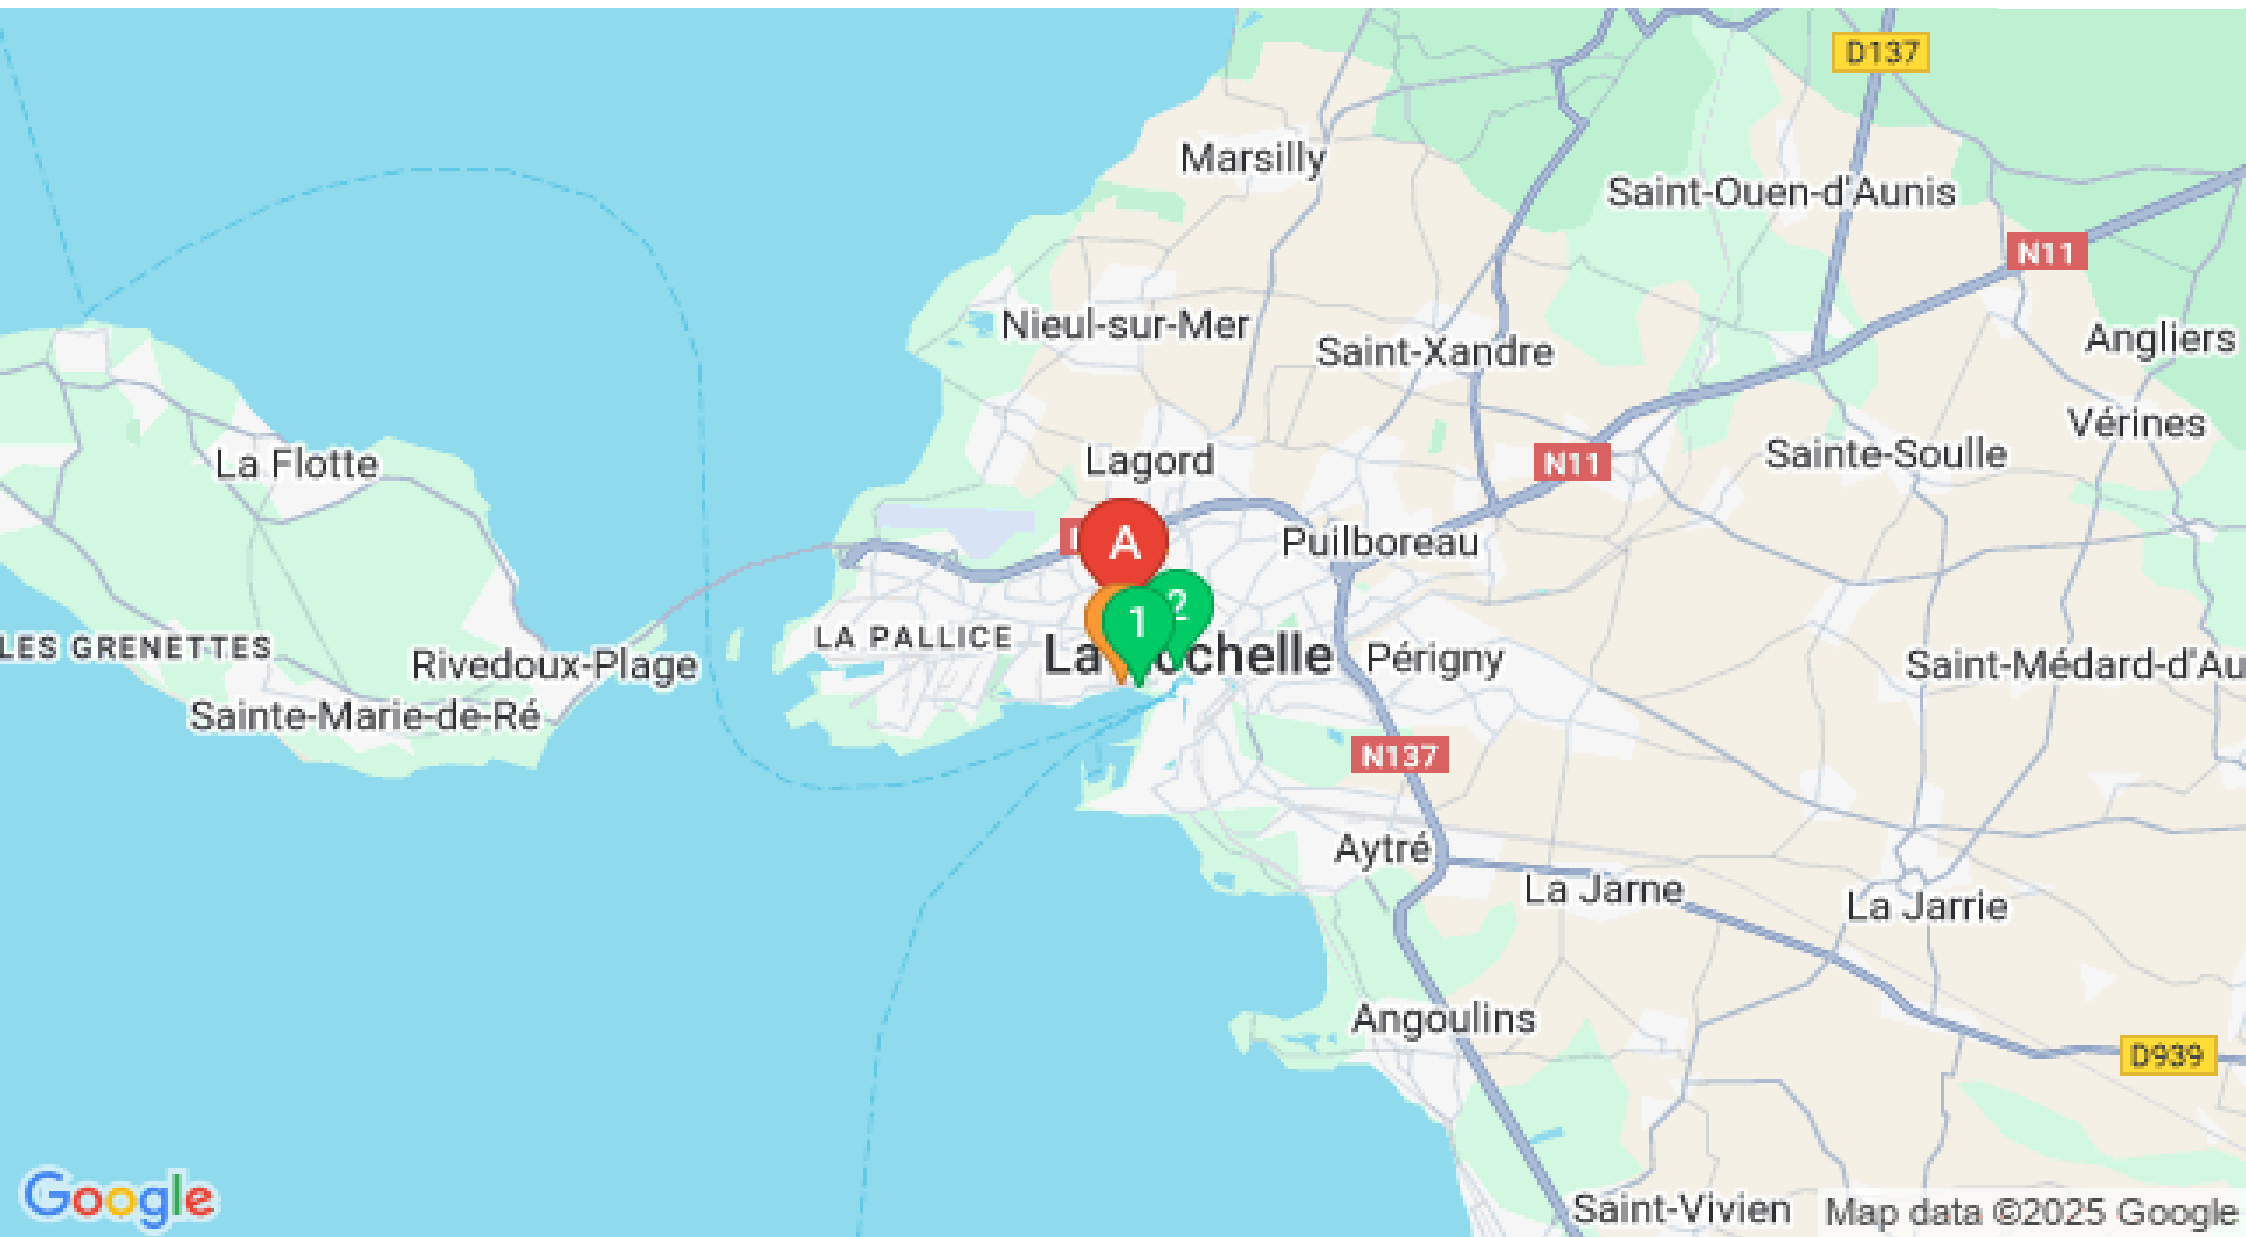 D137
Marsilly
Saint-Ouen-d'Aunis
N11
Nieul-sur-Mer
Saint-Xandre
Angliers
Vérines
La Flotte
Lagord
N11
Sainte-Soulle
A
Puilboreau
1
2
LES GRENETTES
Rivedoux-Plage
LA PALLICE
La
chelle
Périgny
Saint-Médard-d'Au
Sainte-Marie-de-Ré
N137
Aytré
La Jarne
La Jarrie
Angoulins
D939
Google
Saint-Vivien
Map data ©2025 Google